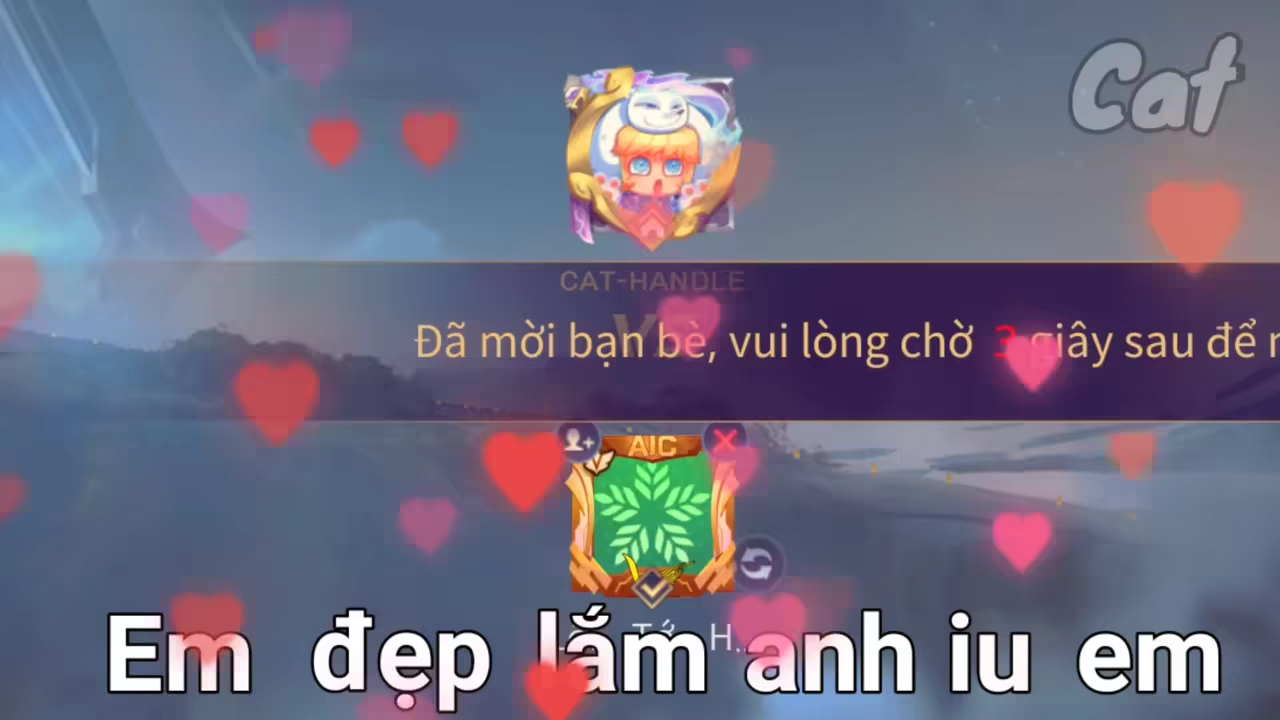 Cat
CAT-HANDLE
Đã mời bạn bè, vui lòng chờ 3 giây sau để
AIC
Em đẹp lắm anh iu em